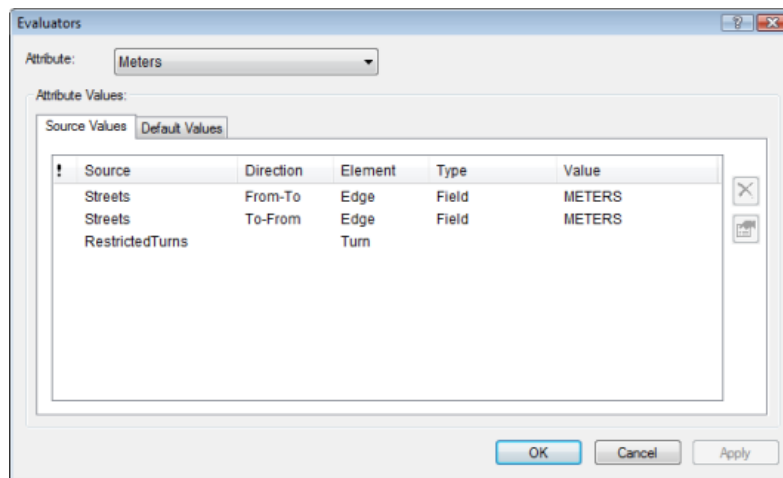 Evaluators
Attribute: Meters
Attribute Values:
Source Values Default Values
! Source Direction Element Type Value
Streets From-To Edge Field METERS
Streets To-From Edge Field METERS
RestrictedTurns Turn
OK Cancel Apply